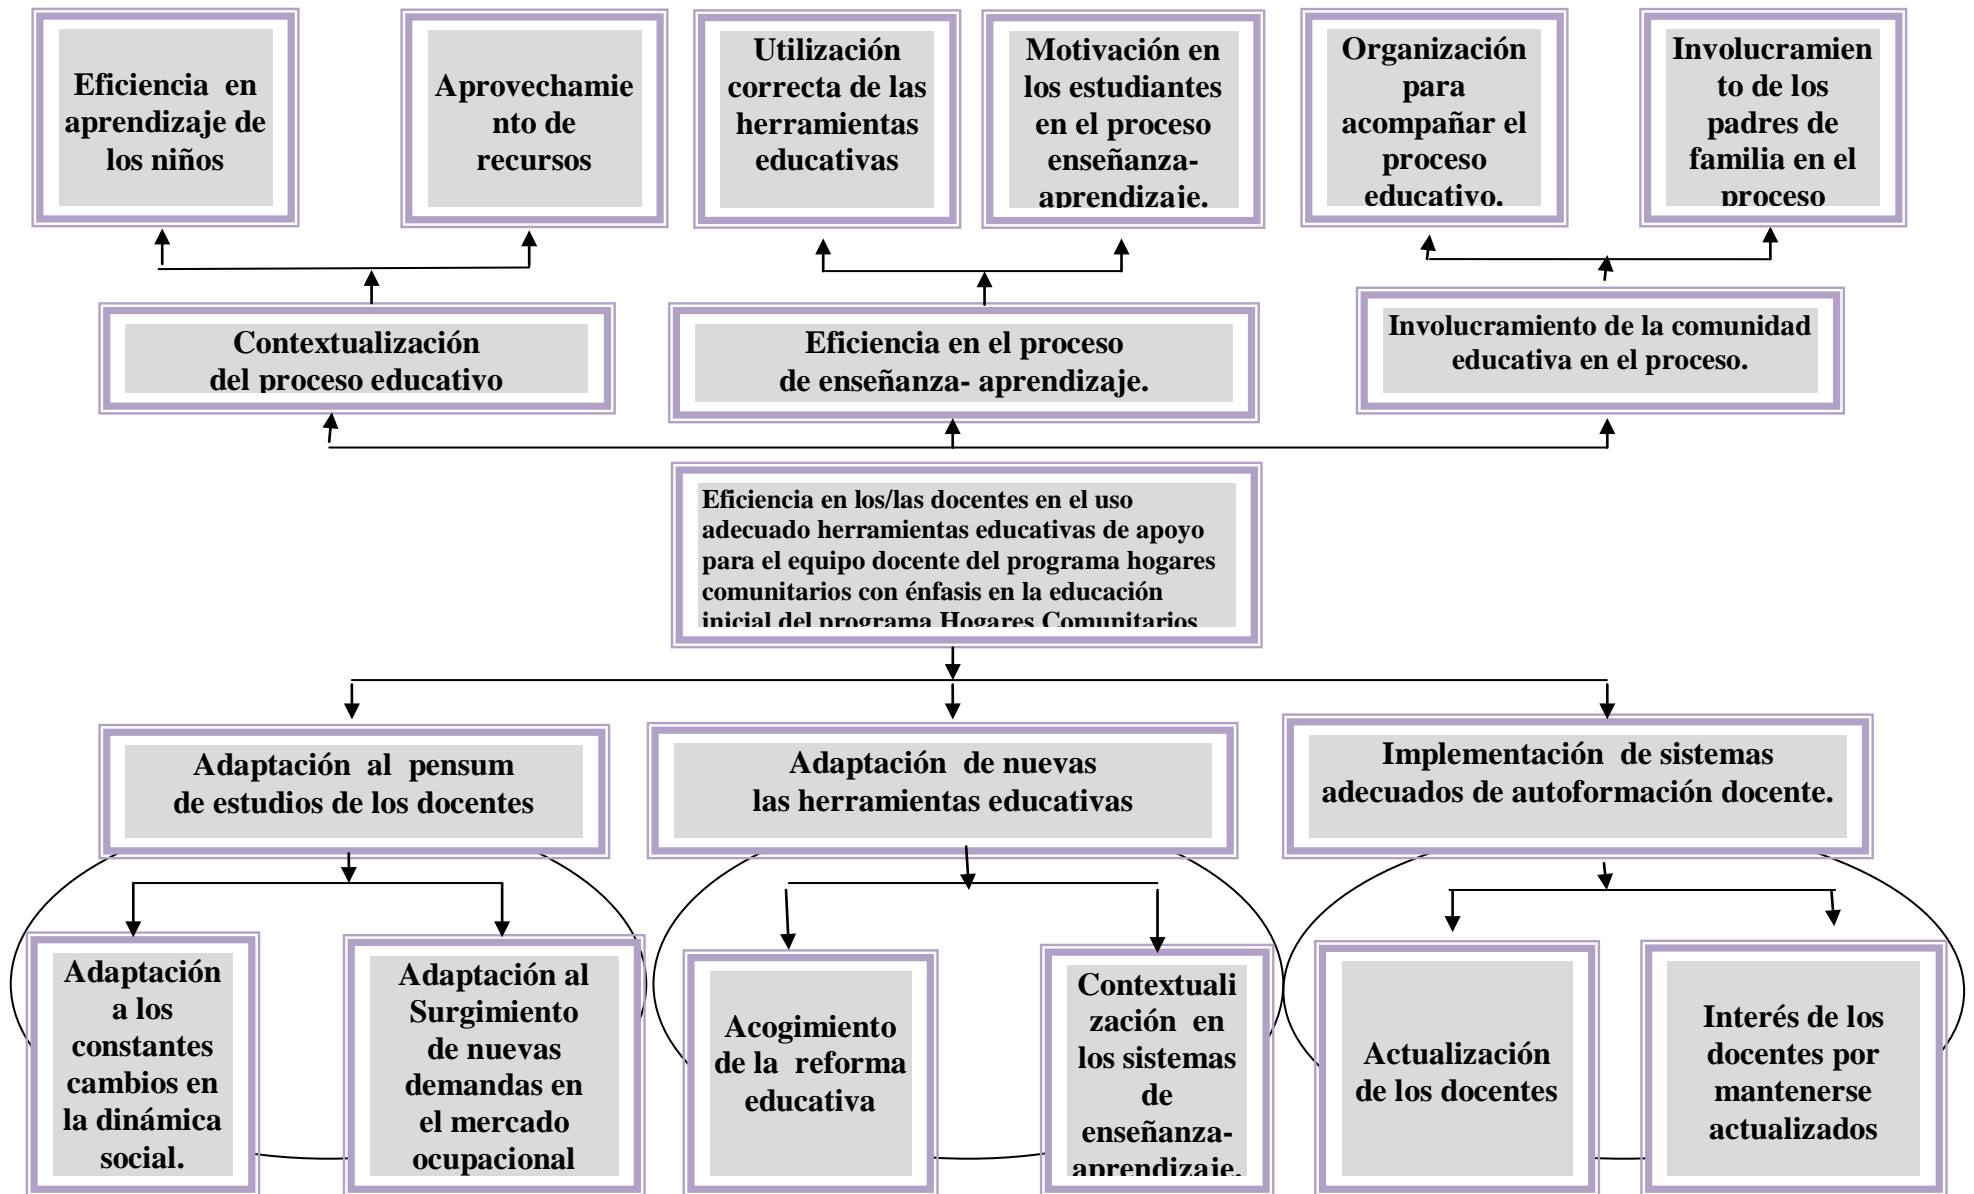 Eficiencia en
aprendizaje de
los niños
Aprovechamie
nto de
recursos
Utilización
correcta de las
herramientas
educativas
Motivación en
los estudiantes
en el proceso
enseñanza-
aprendizaje.
Organización
para
acompañar el
proceso
educativo.
Involucramien
to de los
padres de
familia en el
proceso
Contextualización
del proceso educativo
Eficiencia en el proceso
de enseñanza- aprendizaje.
Involucramiento de la comunidad
educativa en el proceso.
Eficiencia en los/las docentes en el uso
adecuado herramientas educativas de apoyo
para el equipo docente del programa hogares
comunitarios con énfasis en la educación
inicial del programa Hogares Comunitarios
Adaptación al pensum
de estudios de los docentes
Adaptación de nuevas
las herramientas educativas
Implementación de sistemas
adecuados de autoformación docente.
Adaptación
a los
constantes
cambios en
la dinámica
social.
Adaptación al
Surgimiento
de nuevas
demandas en
el mercado
ocupacional
Acogimiento
de la reforma
educativa
Contextuali
zación en
los sistemas
de
enseñanza-
aprendizaje.
Actualización
de los docentes
Interés de los
docentes por
mantenerse
actualizados